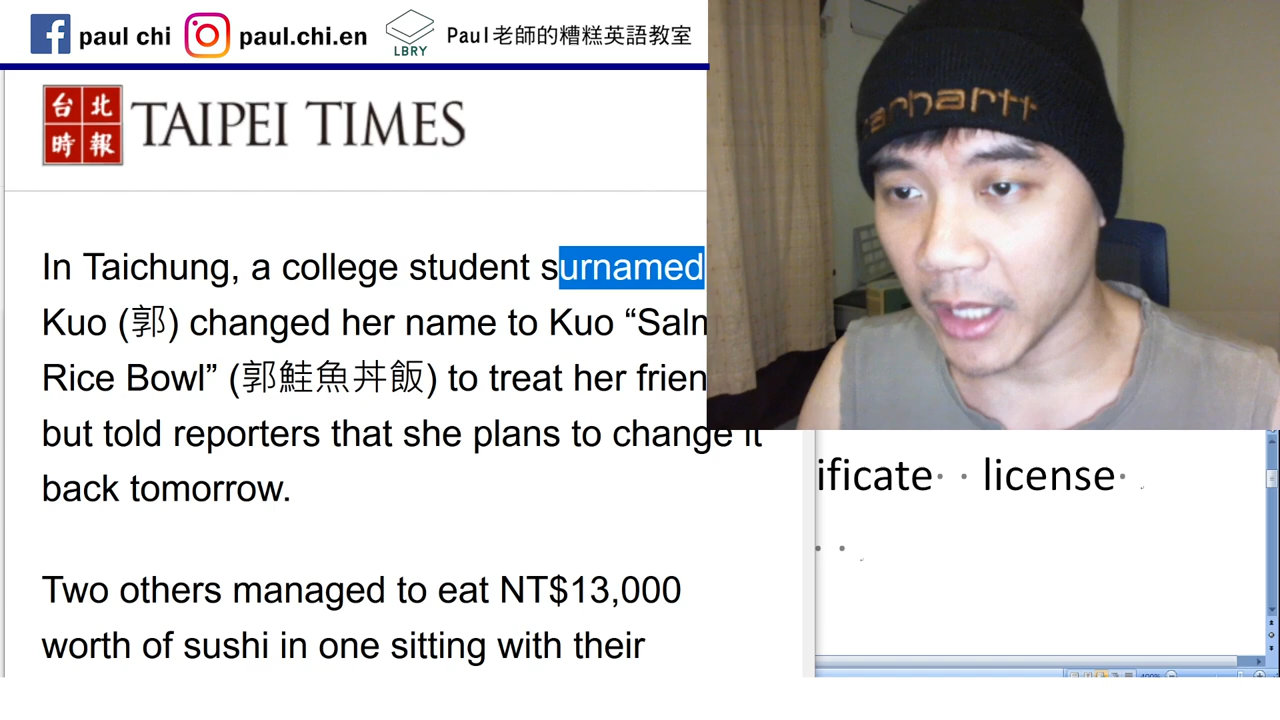 paul chi paul.chi.en LBRY Paul老師的糟糕英語教室
台北時報 TAIPEI TIMES
carhartt
In Taichung, a college student surnamed
Kuo (郭) changed her name to Kuo “Salm
Rice Bowl” (郭鮭魚丼飯) to treat her frien
but told reporters that she plans to change it
back tomorrow.
Two others managed to eat NT$13,000
worth of sushi in one sitting with their
ificate license
400%